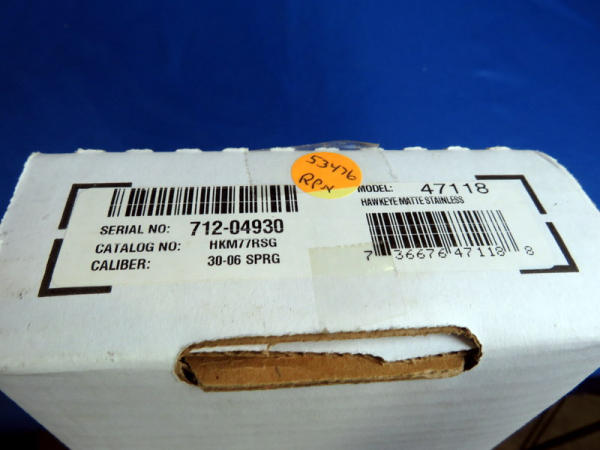 53476
RPN
SERIAL NO: 712-04930
CATALOG NO: HKM77RSG
CALIBER: 30-06 SPRG
MODEL: 47118
HAWKEYE MATTE STAINLESS
7 36676 47118 8